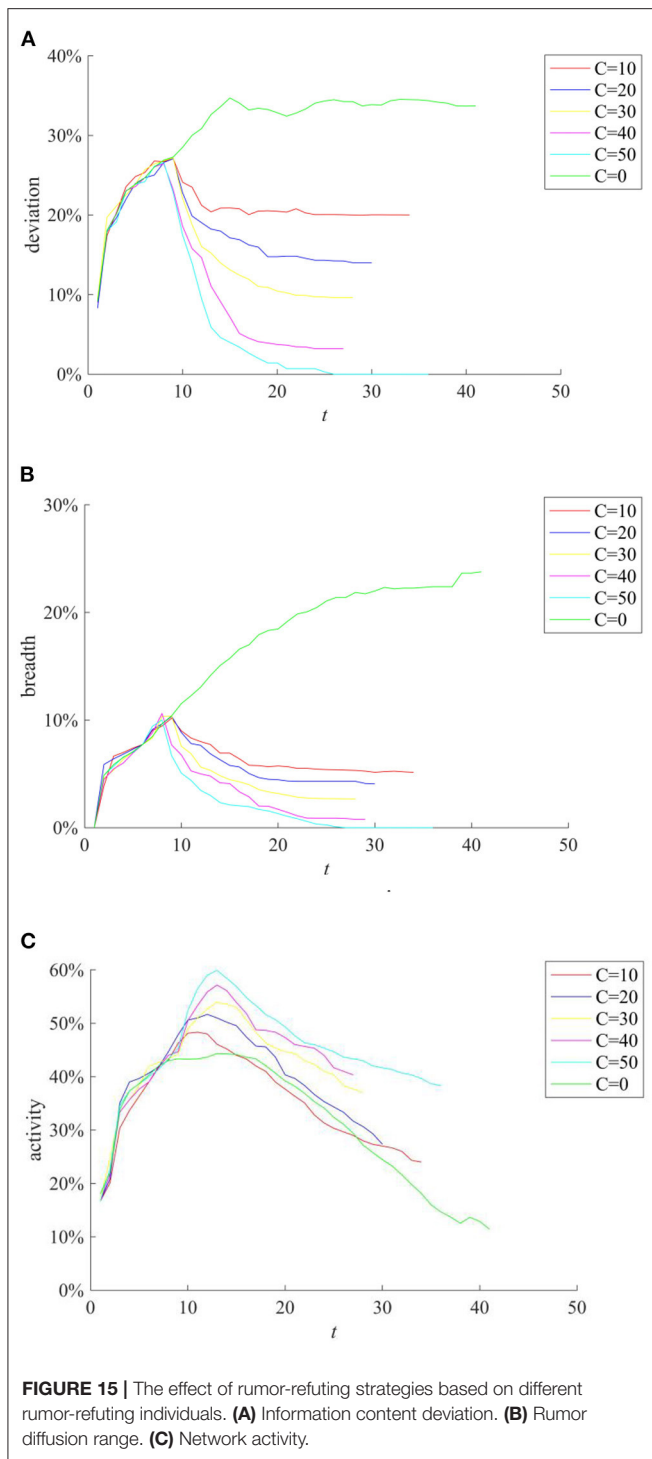 A
40%
30%
20%
10%
0%
deviation
0 10 20 30 40 50
t
C=10
C=20
C=30
C=40
C=50
C=0
B
30%
20%
10%
0%
breadth
0 10 20 30 40 50
t
C=10
C=20
C=30
C=40
C=50
C=0
C
60%
50%
40%
30%
20%
10%
0%
activity
0 10 20 30 40 50
t
C=10
C=20
C=30
C=40
C=50
C=0
FIGURE 15 | The effect of rumor-refuting strategies based on different
rumor-refuting individuals. (A) Information content deviation. (B) Rumor
diffusion range. (C) Network activity.